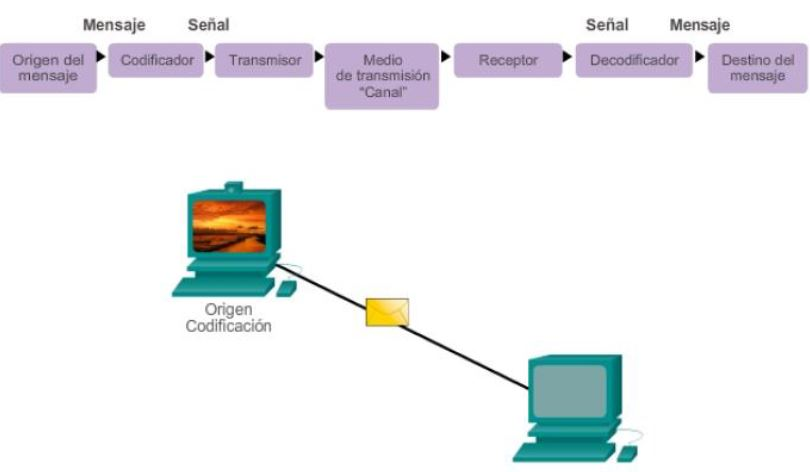 Mensaje Señal Señal Mensaje
Origen del mensaje
Codificador
Transmisor
Medio
de transmisión
“Canal”
Receptor
Decodificador
Destino del
mensaje
Origen
Codificación